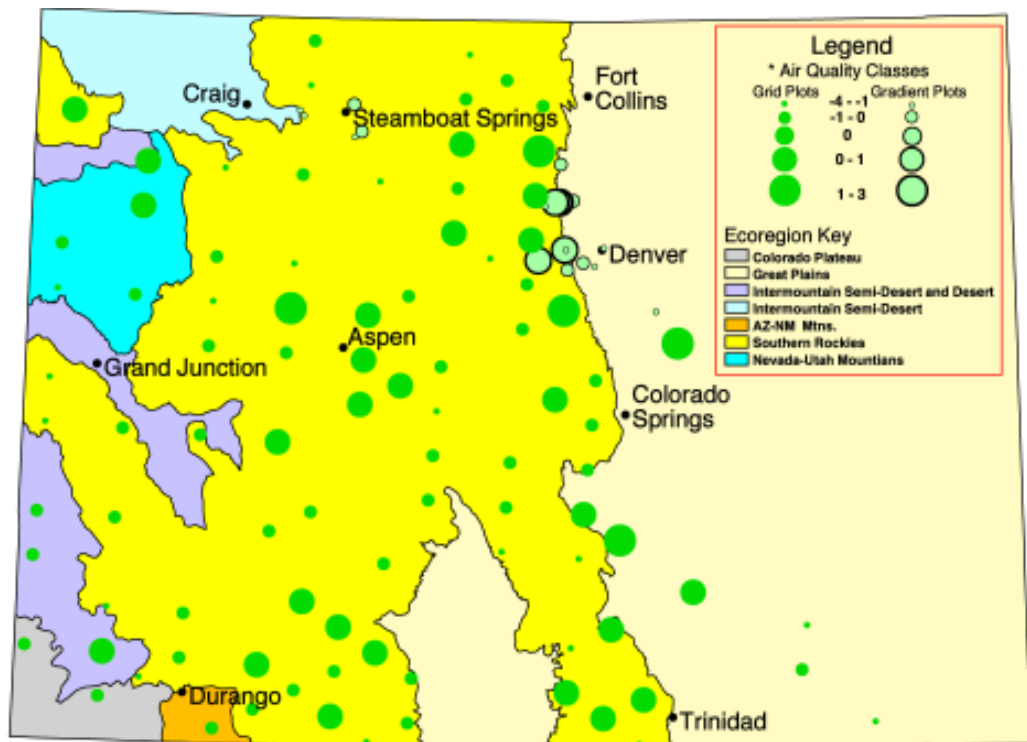 Legend
* Air Quality Classes
Grid Plots Gradient Plots
-4 - -1
-1 - 0
0
0 - 1
1 - 3
Ecoregion Key
Colorado Plateau
Great Plains
Intermountain Semi-Desert and Desert
Intermountain Semi-Desert
AZ-NM Mtns.
Southern Rockies
Nevada-Utah Mountians
Craig
Steamboat Springs
Fort
Collins
Denver
Aspen
Grand Junction
Colorado
Springs
Durango
Trinidad